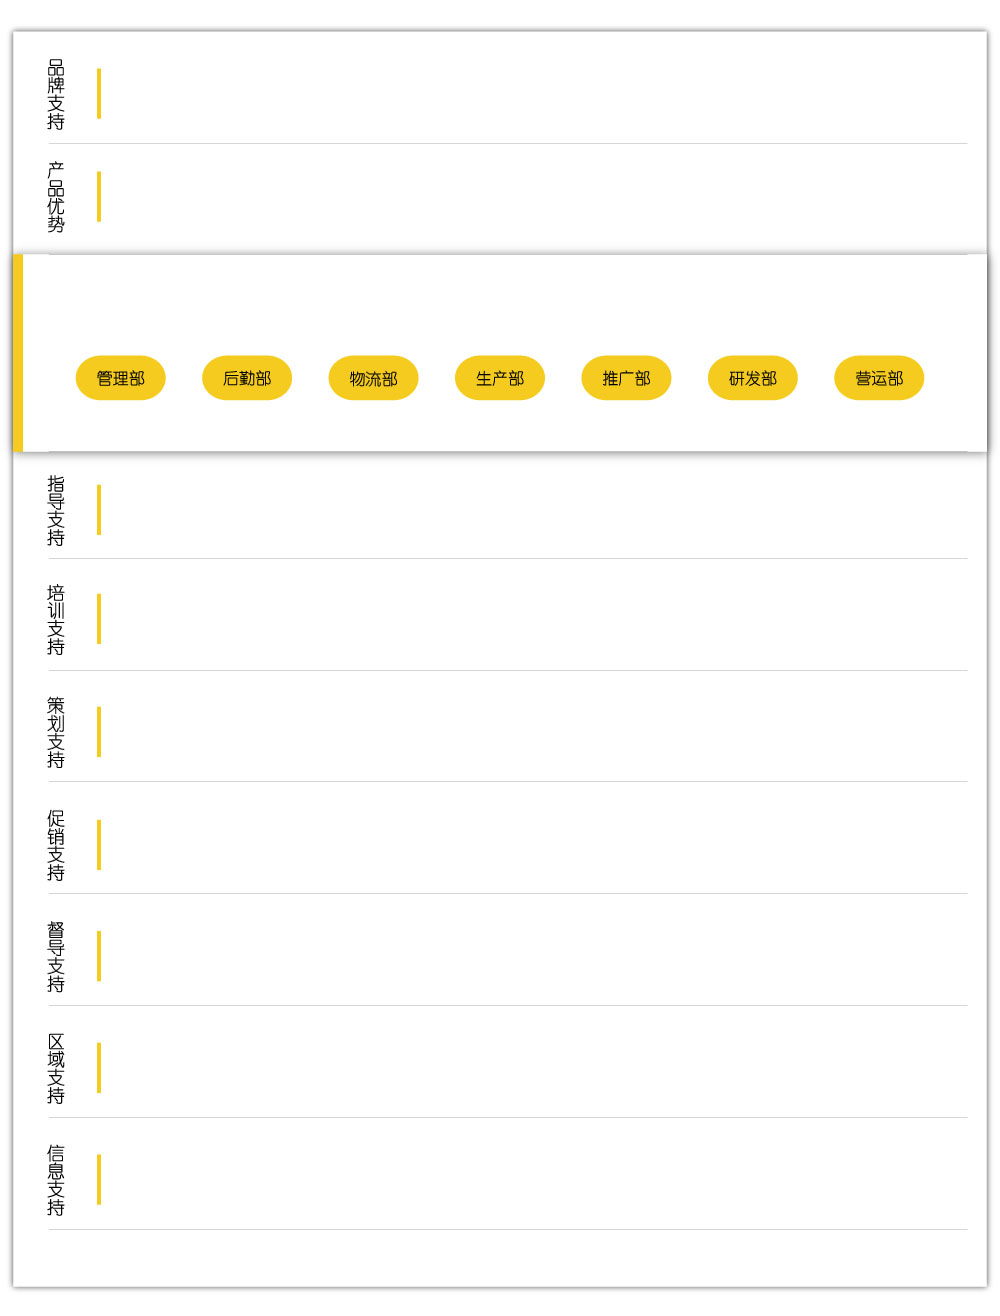 品牌支持
产品优势
管理部 后勤部 物流部 生产部 推广部 研发部 营运部
指导支持
培训支持
策划支持
促销支持
督导支持
区域支持
信息支持